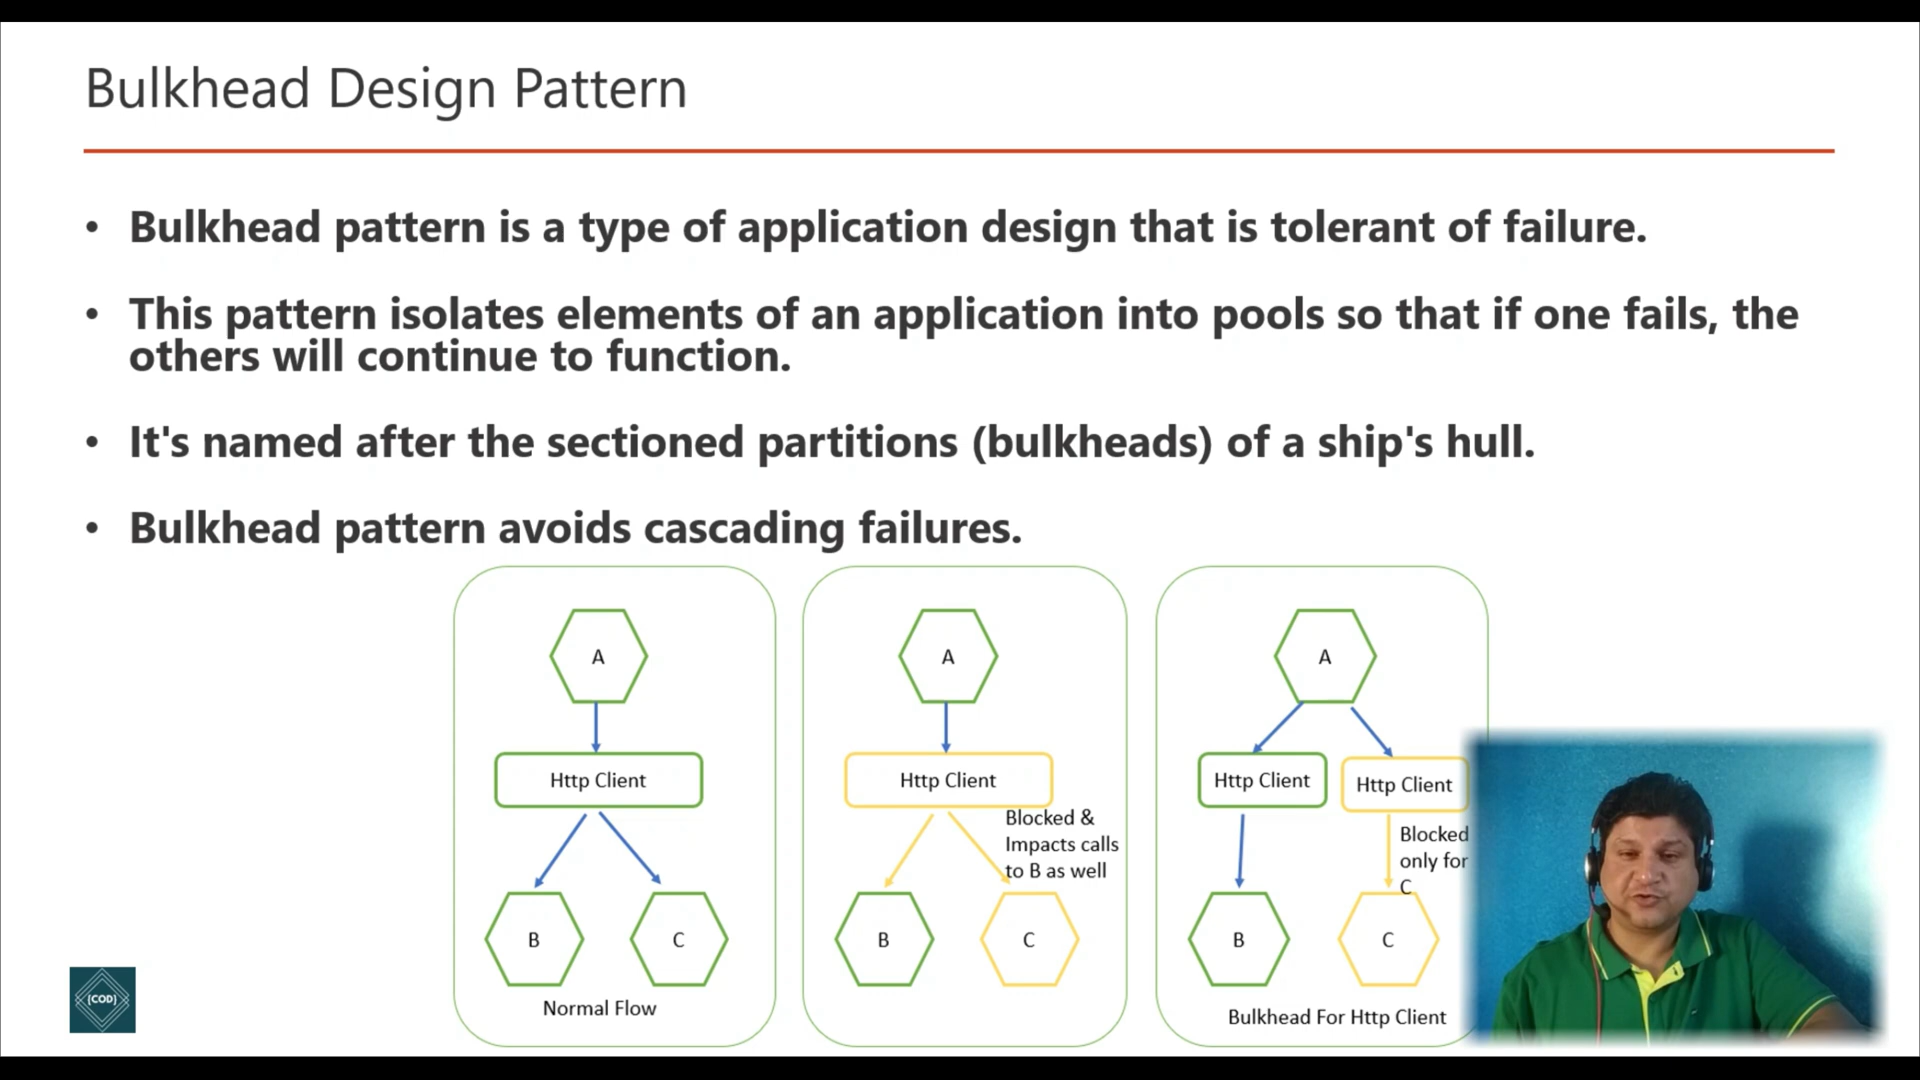 Bulkhead Design Pattern
• Bulkhead pattern is a type of application design that is tolerant of failure.
• This pattern isolates elements of an application into pools so that if one fails, the
others will continue to function.
• It's named after the sectioned partitions (bulkheads) of a ship's hull.
• Bulkhead pattern avoids cascading failures.
A
Http Client
B
C
Normal Flow
A
Http Client
Blocked &
Impacts calls
to B as well
B
C
A
Http Client
Http Client
Blocked
only for
C
B
C
Bulkhead For Http Client
{COD}